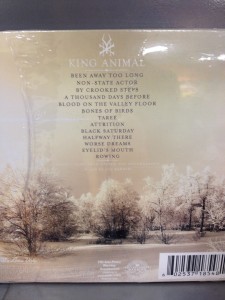 KING ANIMAL
BEEN AWAY TOO LONG
NON-STATE ACTOR
BY CROOKED STEPS
A THOUSAND DAYS BEFORE
BLOOD ON THE VALLEY FLOOR
BONES OF BIRDS
TAREE
ATTRITION
BLACK SATURDAY
HALFWAY THERE
WORSE DREAMS
EYELID'S MOUTH
ROWING